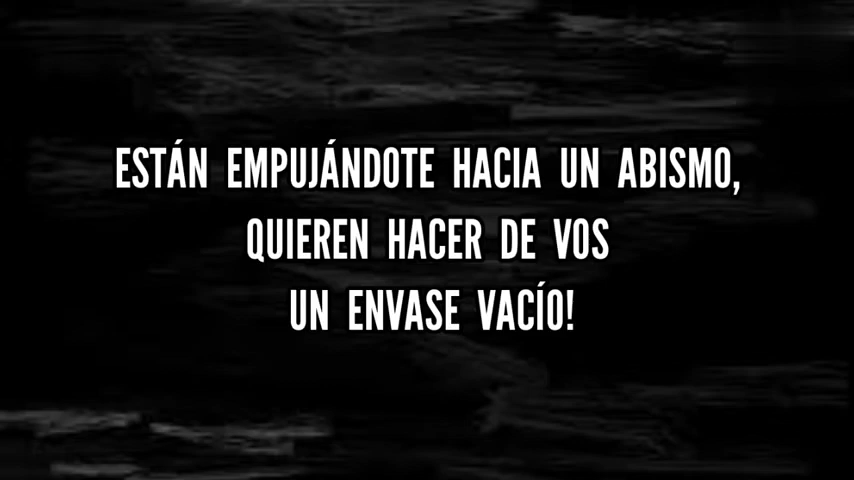 ESTÁN EMPUJÁNDOTE HACIA UN ABISMO,
QUIEREN HACER DE VOS
UN ENVASE VACÍO!